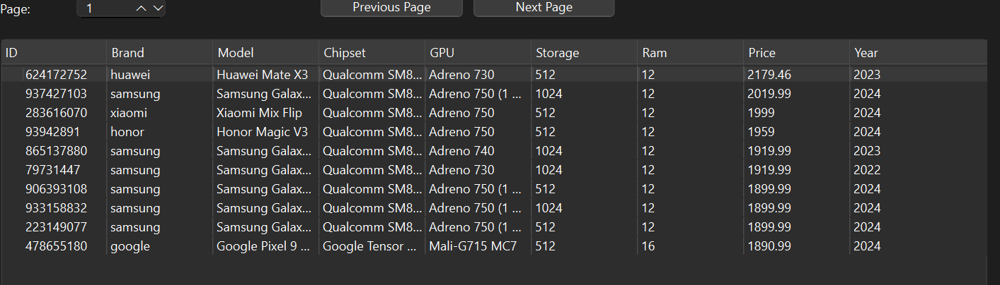 Page: 1 Previous Page Next Page
ID Brand Model Chipset GPU Storage Ram Price Year
624172752 huawei Huawei Mate X3 Qualcomm SM8... Adreno 730 512 12 2179.46 2023
937427103 samsung Samsung Galax... Qualcomm SM8... Adreno 750 (1 ... 1024 12 2019.99 2024
283616070 xiaomi Xiaomi Mix Flip Qualcomm SM8... Adreno 750 512 12 1999 2024
93942891 honor Honor Magic V3 Qualcomm SM8... Adreno 750 512 12 1959 2024
865137880 samsung Samsung Galax... Qualcomm SM8... Adreno 740 1024 12 1919.99 2023
79731447 samsung Samsung Galax... Qualcomm SM8... Adreno 730 1024 12 1919.99 2022
906393108 samsung Samsung Galax... Qualcomm SM8... Adreno 750 (1 ... 512 12 1899.99 2024
933158832 samsung Samsung Galax... Qualcomm SM8... Adreno 750 (1 ... 1024 12 1899.99 2024
223149077 samsung Samsung Galax... Qualcomm SM8... Adreno 750 (1 ... 512 12 1899.99 2024
478655180 google Google Pixel 9 ... Google Tensor ... Mali-G715 MC7 512 16 1890.99 2024